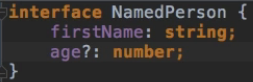 interface NamedPerson {
    firstName: string;
    age?: number;
}